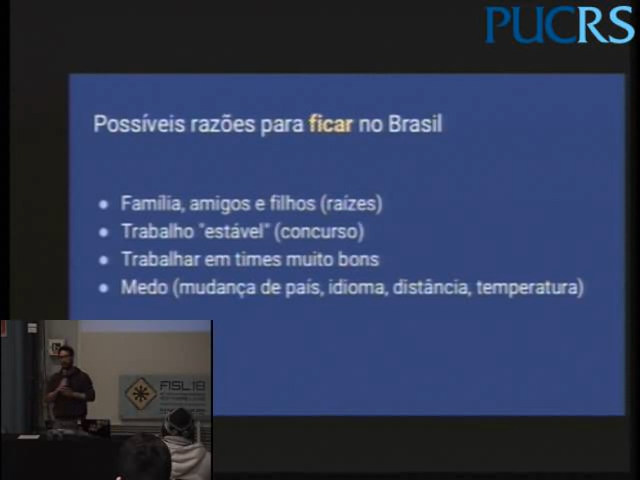 PUCRS
Possíveis razões para ficar no Brasil
• Família, amigos e filhos (raízes)
• Trabalho "estável" (concurso)
• Trabalhar em times muito bons
• Medo (mudança de país, idioma, distância, temperatura)
FISL18